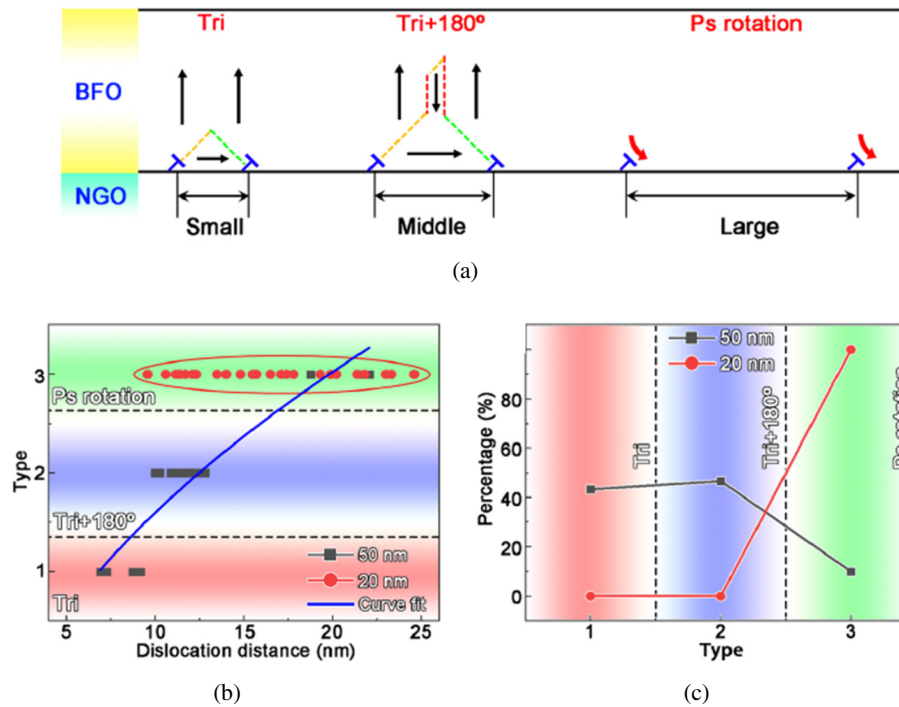 Tri
Tri+180º
Ps rotation
BFO
NGO
Small
Middle
Large
(a)
3
Ps rotation
Type
2
Tri+180º
1
Tri
50 nm
20 nm
Curve fit
5
10
15
20
25
Dislocation distance (nm)
(b)
50 nm
20 nm
Percentage (%)
80
60
40
20
0
Tri
Tri+180º
Ps rotation
1
2
3
Type
(c)